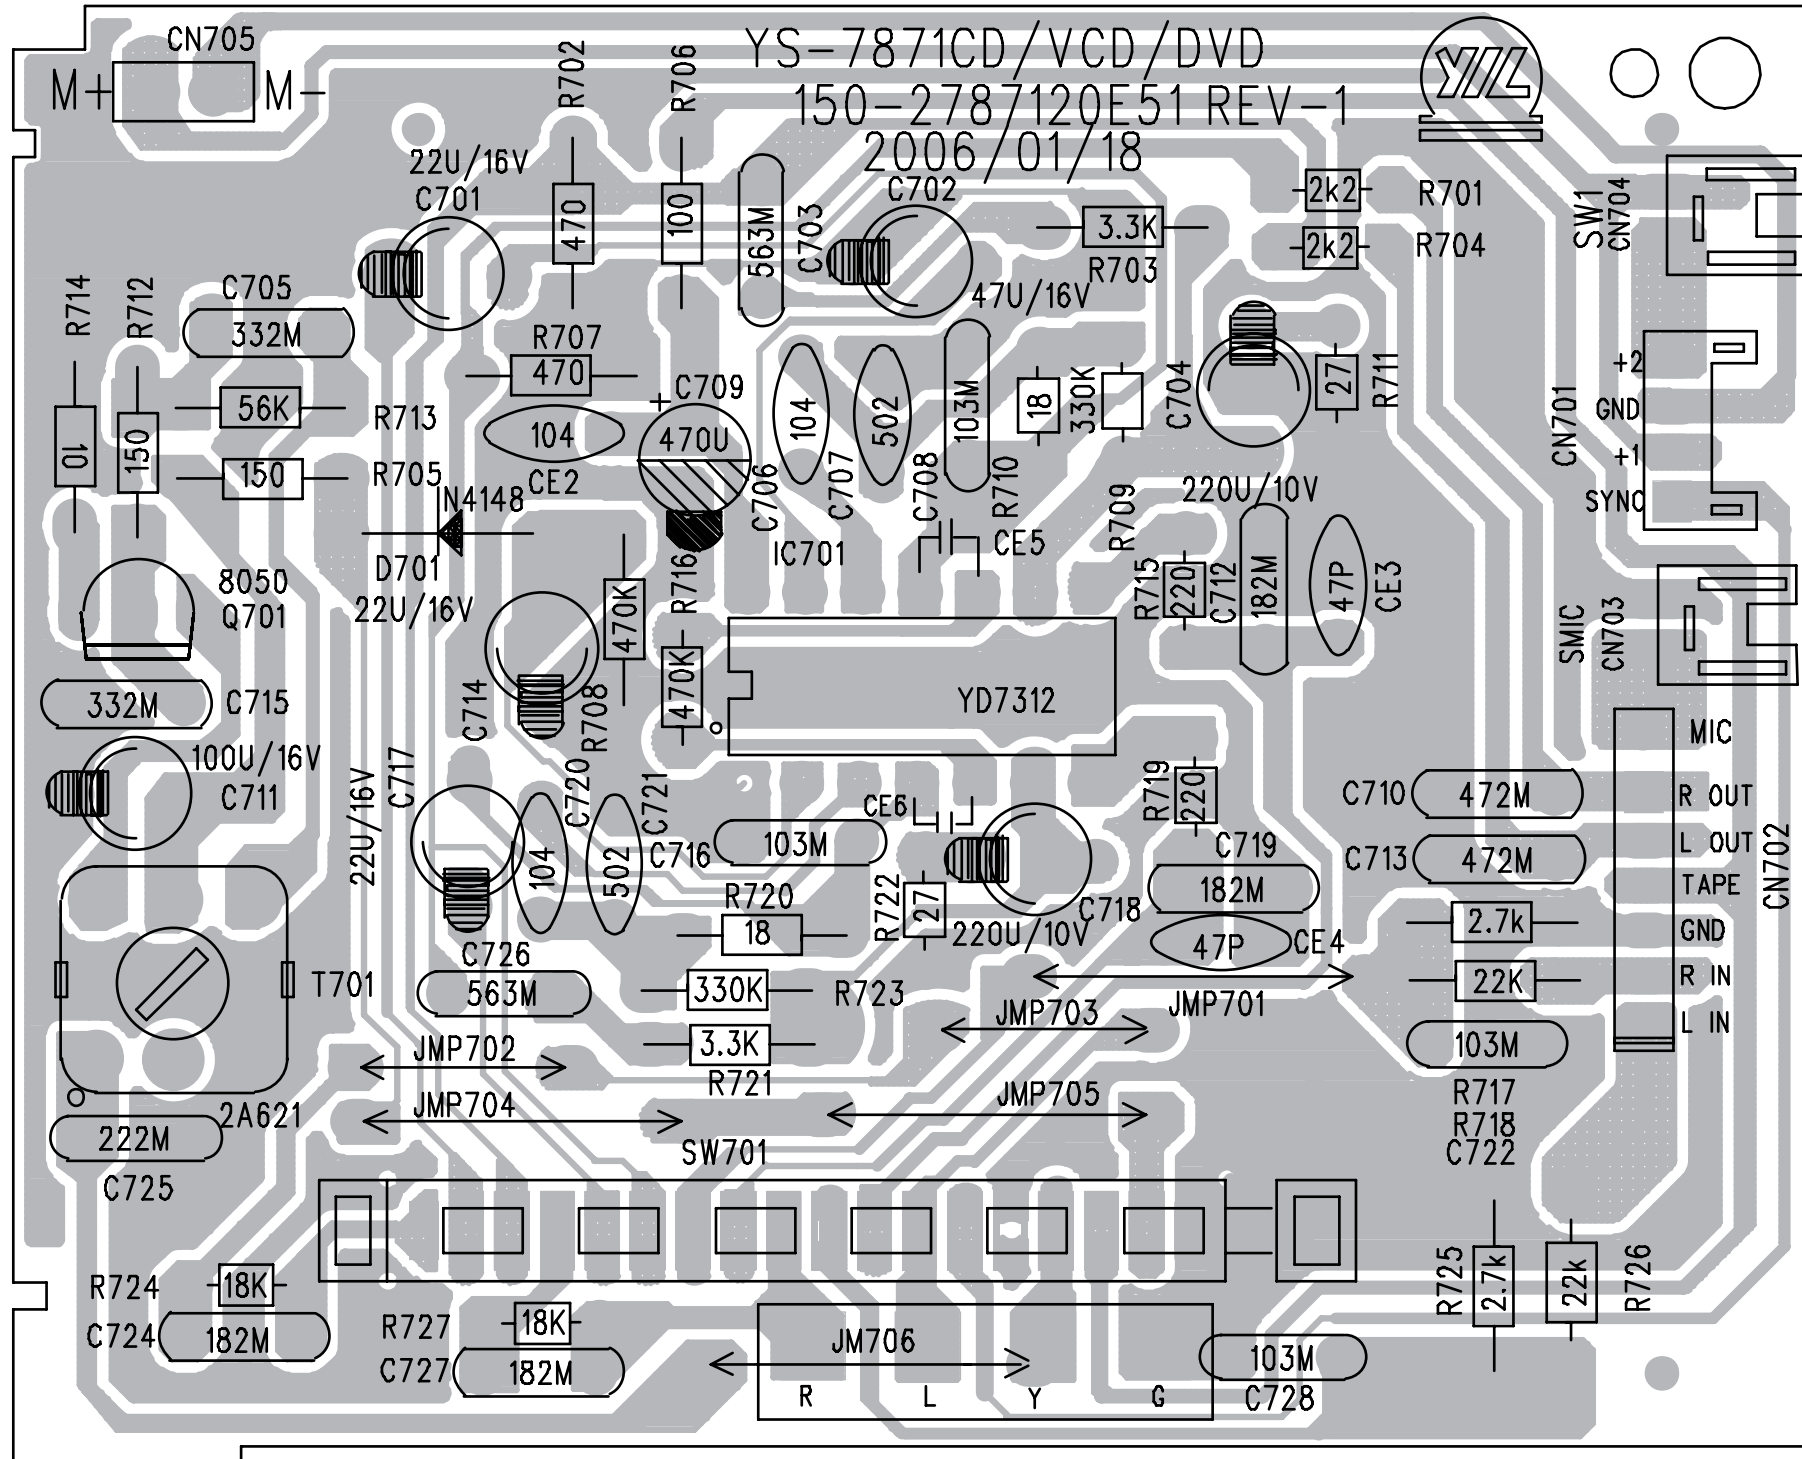 YS-7871CD/VCD/DVD
150-2787120E51 REV-1
2006/01/18
YIL
CN705
M+
M-
R702
470
R706
100
22U/16V
C701
563M
C703
C702
47U/16V
3.3K
R703
2k2
R701
2k2
R704
SW1
CN704
R714
10
R712
150
C705
332M
56K
R713
150
R705
R707
470
104
CE2
C709
+
470U
104
C706
502
C707
103M
C708
18
R710
330K
R709
C704
220U/10V
27
R711
CN701
+2
GND
+1
SYNC
IN4148
D701
22U/16V
8050
Q701
IC701
CE5
R715
220
C712
182M
47P
CE3
SMIC
CN703
470K
R708
R716
470K
C714
YD7312
332M
C715
100U/16V
C711
22U/16V
C717
104
C720
502
C721
C716
103M
CE6
R719
220
C710
472M
C713
472M
MIC
R OUT
L OUT
TAPE
GND
R IN
L IN
CN702
R720
18
R722
27
220U/10V
C718
C719
182M
47P
CE4
2.7k
22K
103M
R717
R718
C722
T701
2A621
C726
563M
330K
R723
3.3K
R721
JMP701
JMP703
JMP702
JMP704
JMP705
222M
C725
SW701
R724
18K
C724
182M
R727
18K
C727
182M
JM706
R
L
Y
G
103M
C728
R725
2.7k
22k
R726